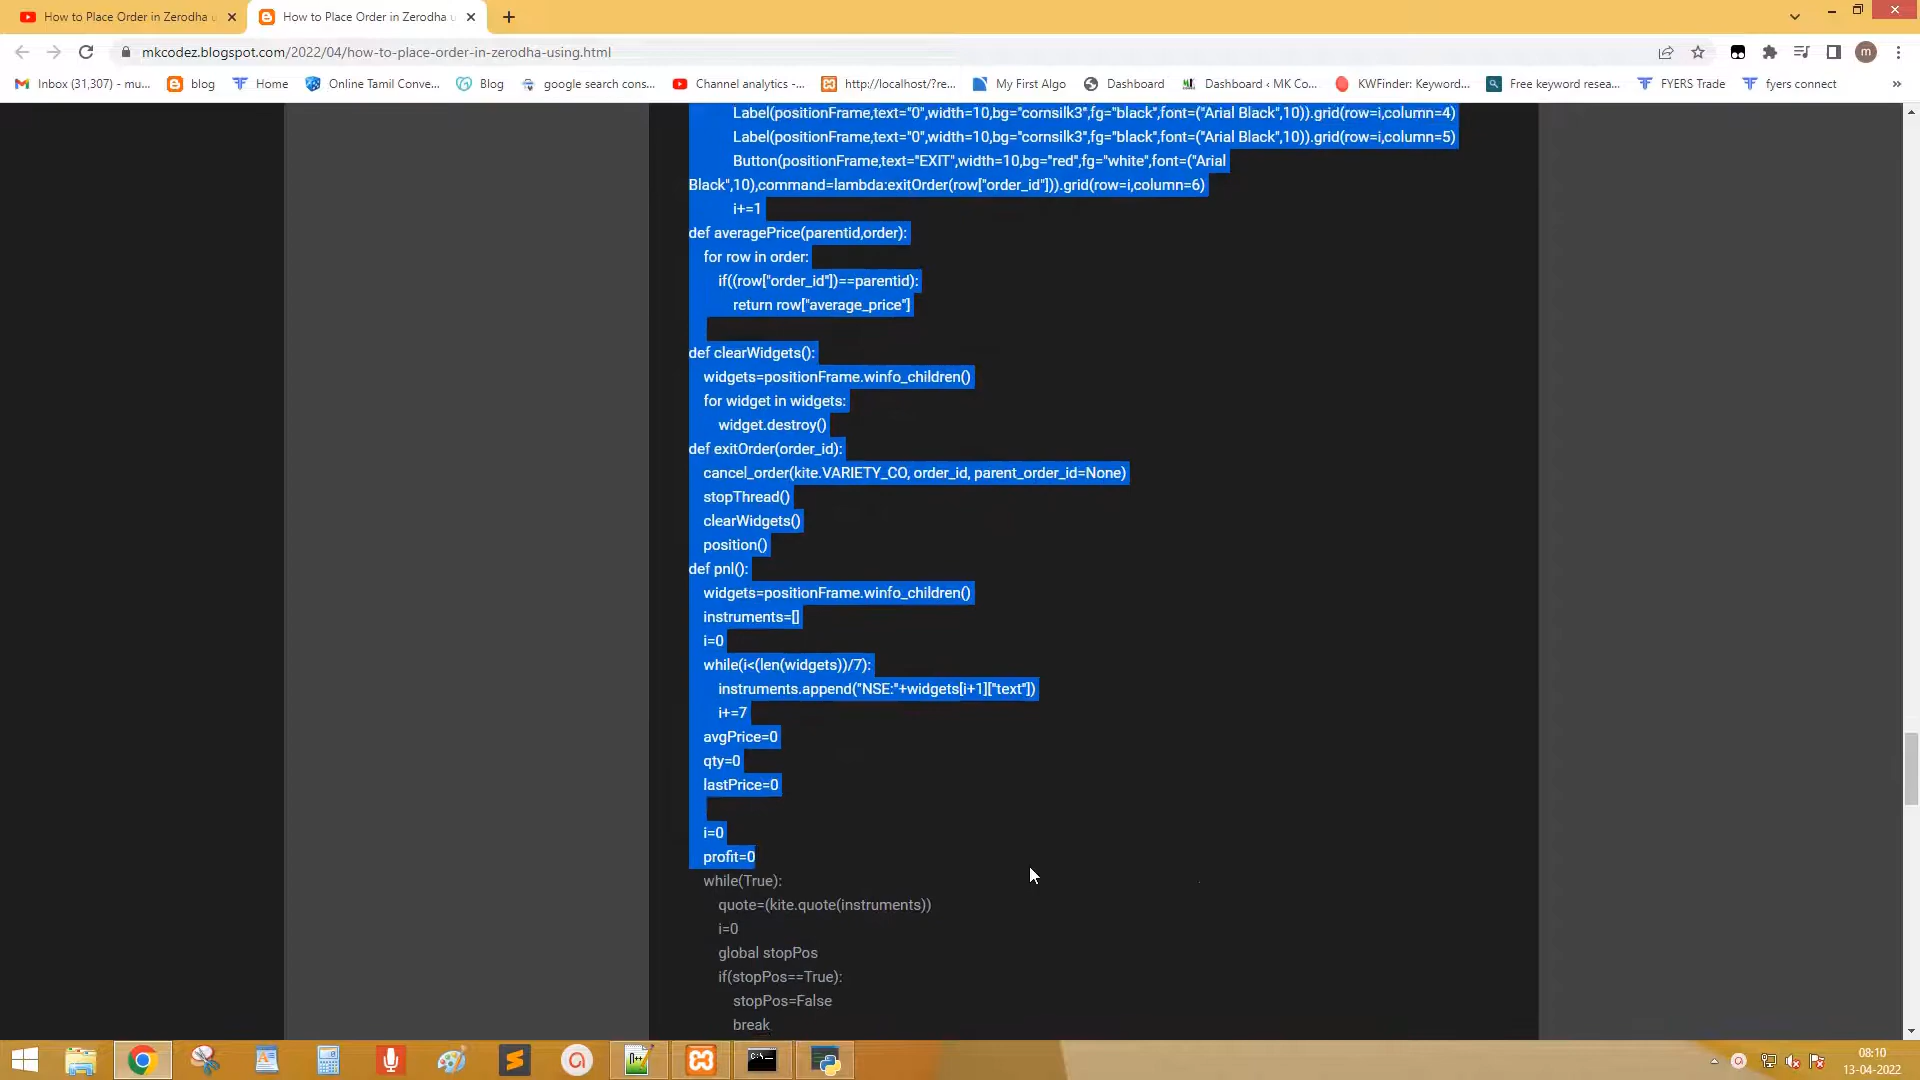 How to Place Order in Zerodha u
How to Place Order in Zerodha u
mkcodez.blogspot.com/2022/04/how-to-place-order-in-zerodha-using.html
m
Inbox (31,307) - mu...
blog
Home
Online Tamil Conve...
Blog
google search cons...
Channel analytics -...
http://localhost/?re...
My First Algo
Dashboard
Dashboard ‹ MK Co...
KWFinder: Keyword...
Free keyword resea...
FYERS Trade
fyers connect
»
Label(positionFrame,text="0",width=10,bg="cornsilk3",fg="black",font=("Arial Black",10)).grid(row=i,column=4)
Label(positionFrame,text="0",width=10,bg="cornsilk3",fg="black",font=("Arial Black",10)).grid(row=i,column=5)
Button(positionFrame,text="EXIT",width=10,bg="red",fg="white",font=("Arial
Black",10),command=lambda:exitOrder(row["order_id"])).grid(row=i,column=6)
i+=1
def averagePrice(parentid,order):
for row in order:
if((row["order_id"])==parentid):
return row["average_price"]
def clearWidgets():
widgets=positionFrame.winfo_children()
for widget in widgets:
widget.destroy()
def exitOrder(order_id):
cancel_order(kite.VARIETY_CO, order_id, parent_order_id=None)
stopThread()
clearWidgets()
position()
def pnl():
widgets=positionFrame.winfo_children()
instruments=[]
i=0
while(i<(len(widgets))/7):
instruments.append("NSE:"+widgets[i+1]["text"])
i+=7
avgPrice=0
qty=0
lastPrice=0
i=0
profit=0
while(True):
quote=(kite.quote(instruments))
i=0
global stopPos
if(stopPos==True):
stopPos=False
break
08:10
13-04-2022